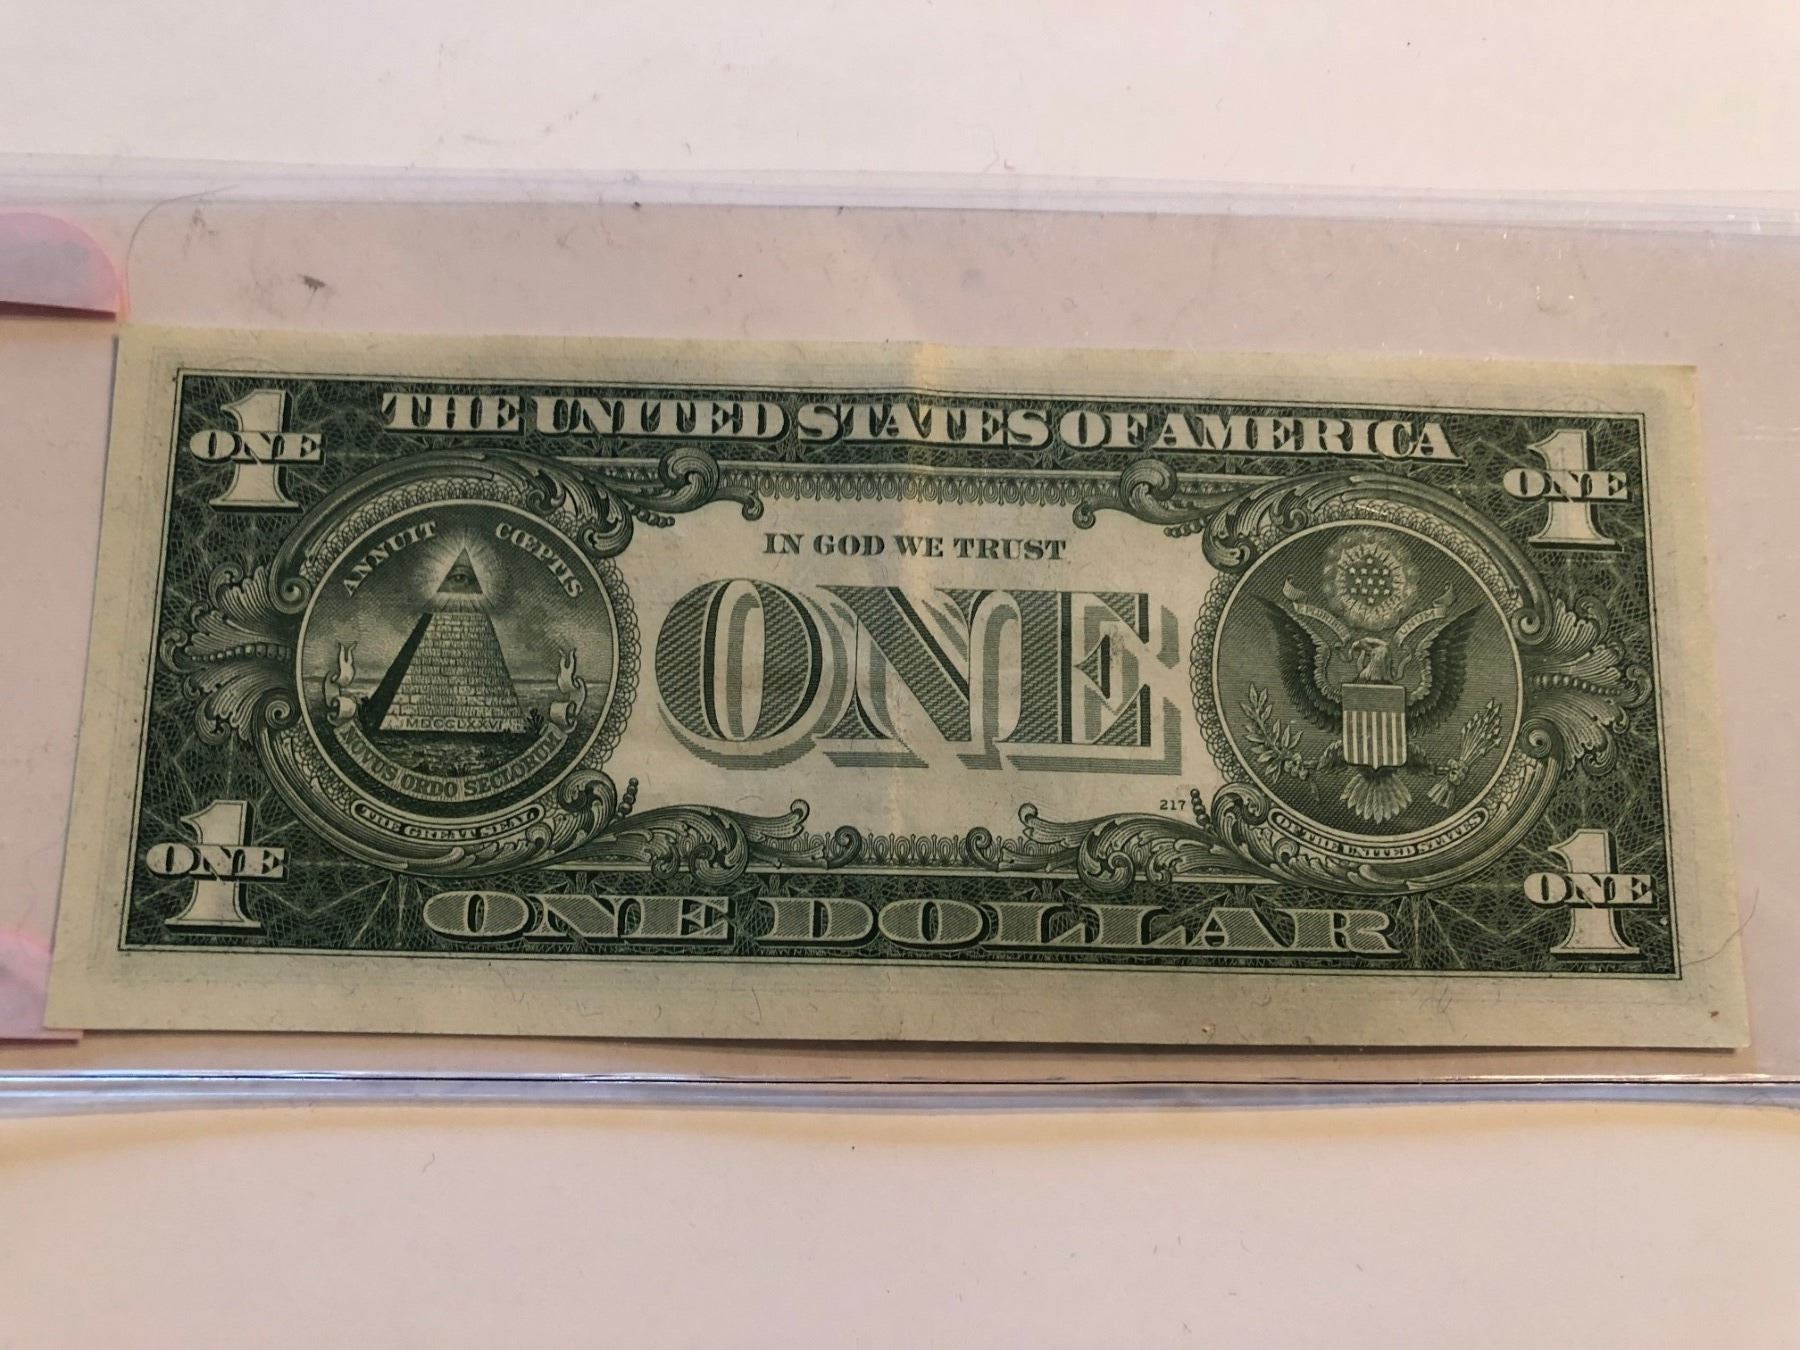 THE UNITED STATES OF AMERICA
1
ONE
1
ONE
ANNUIT CŒPTIS
IN GOD WE TRUST
ONE
MDCCLXXVI
NOVUS ORDO SECLORUM
THE GREAT SEAL
217
OF THE UNITED STATES
1
ONE
1
ONE
ONE DOLLAR